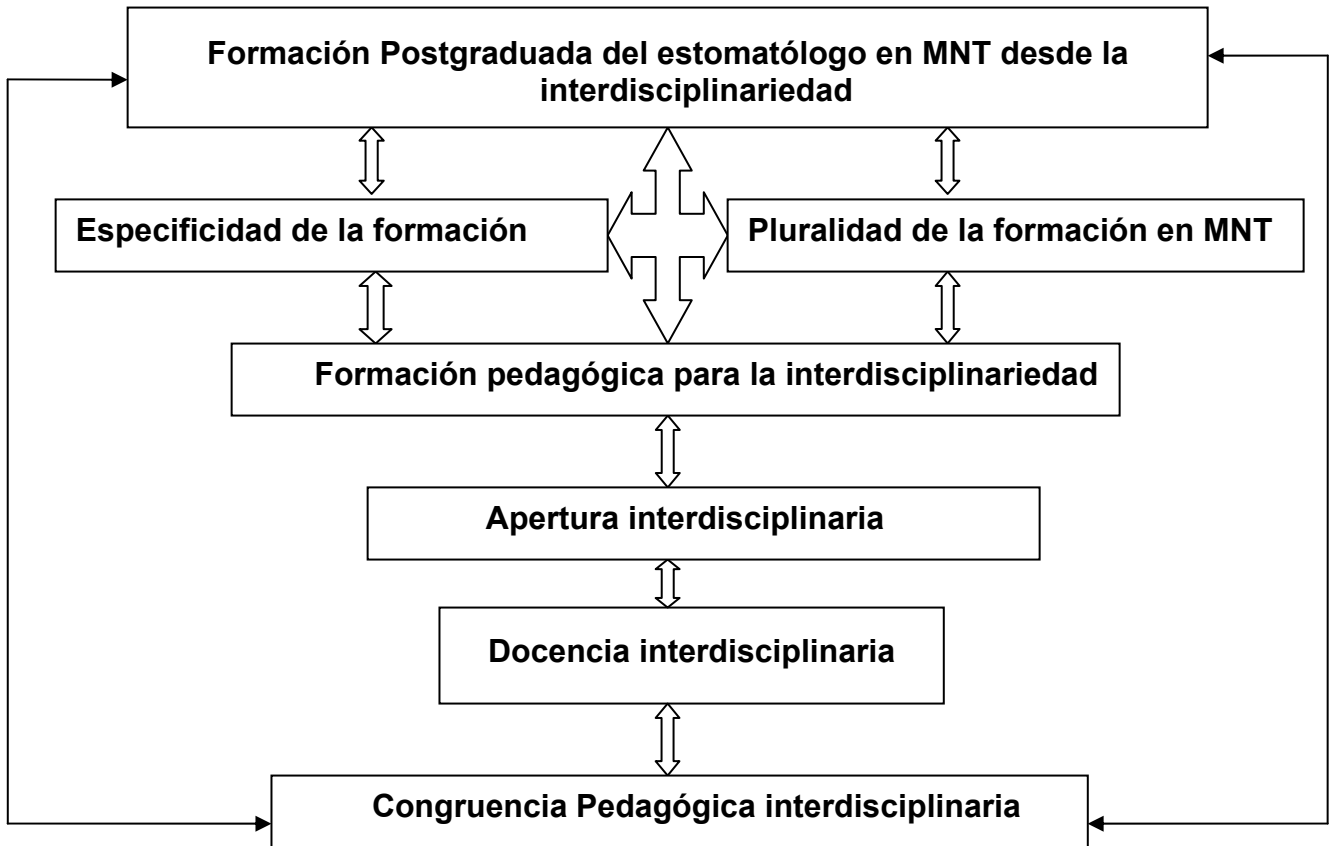 Formación Postgraduada del estomatólogo en MNT desde la
interdisciplinariedad
Especificidad de la formación
Pluralidad de la formación en MNT
Formación pedagógica para la interdisciplinariedad
Apertura interdisciplinaria
Docencia interdisciplinaria
Congruencia Pedagógica interdisciplinaria